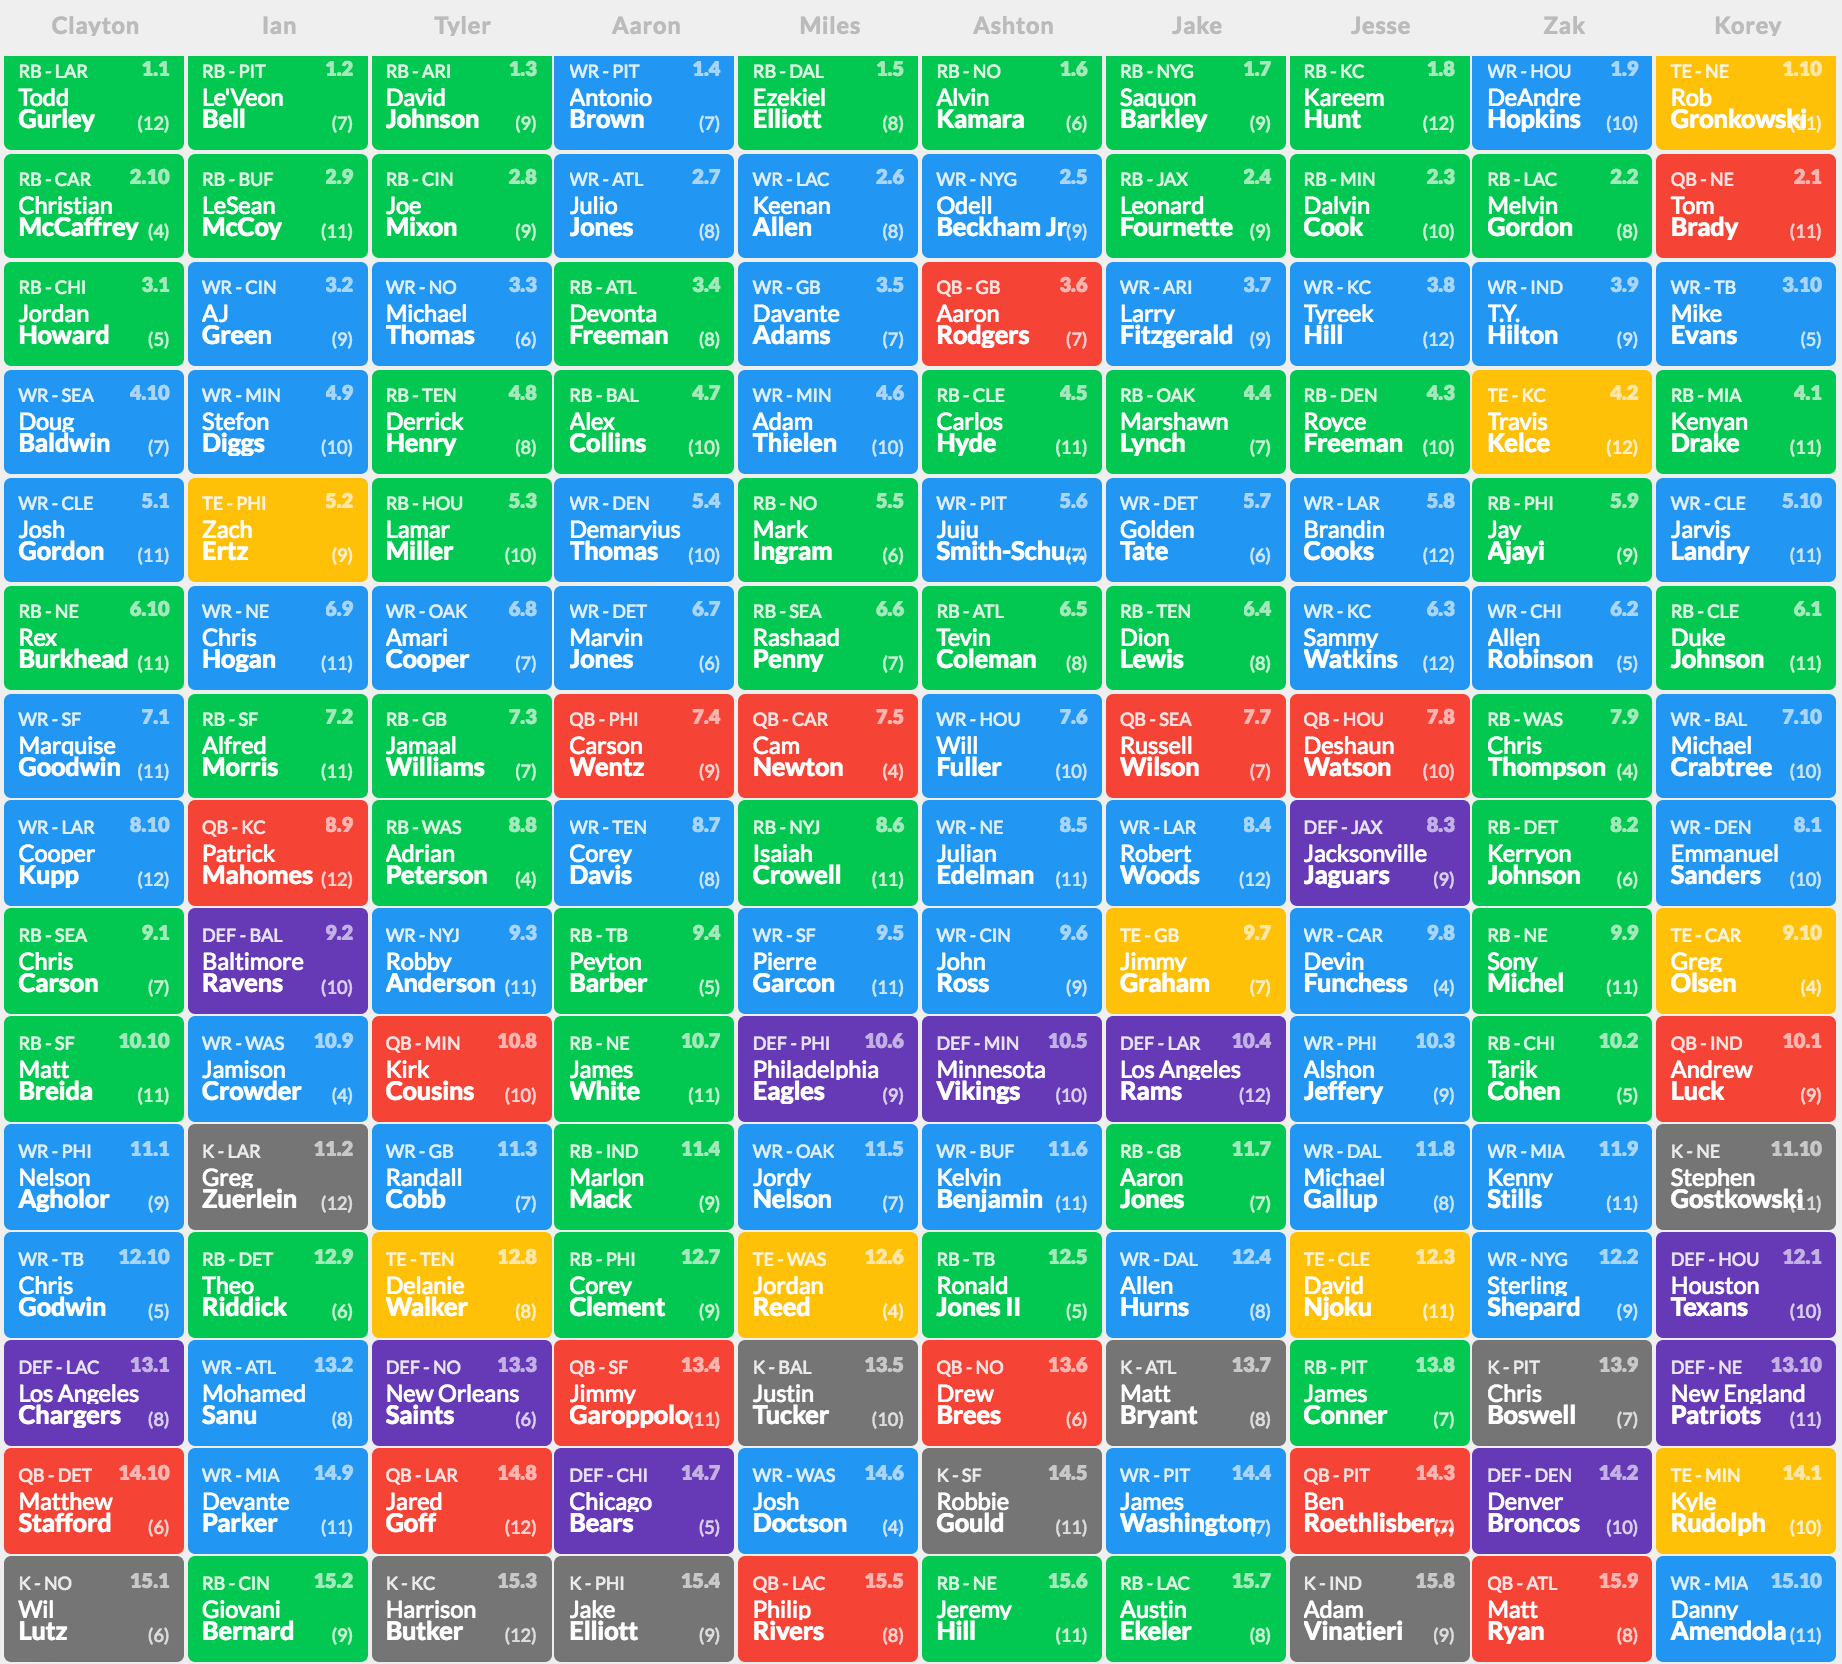 Clayton Ian Tyler Aaron Miles Ashton Jake Jesse Zak Korey
RB - LAR 1.1 RB - PIT 1.2 RB - ARI 1.3 WR - PIT 1.4 RB - DAL 1.5 RB - NO 1.6 RB - NYG 1.7 RB - KC 1.8 WR - HOU 1.9 TE - NE 1.10
Todd Le'Veon David Antonio Ezekiel Alvin Saquon Kareem DeAndre Rob
Gurley (12) Bell (7) Johnson (9) Brown (7) Elliott (8) Kamara (6) Barkley (9) Hunt (12) Hopkins (10) Gronkowski (11)
RB - CAR 2.10 RB - BUF 2.9 RB - CIN 2.8 WR - ATL 2.7 WR - LAC 2.6 WR - NYG 2.5 RB - JAX 2.4 RB - MIN 2.3 RB - LAC 2.2 QB - NE 2.1
Christian LeSean Joe Julio Keenan Odell Leonard Dalvin Melvin Tom
McCaffrey (4) McCoy (11) Mixon (9) Jones (8) Allen (8) Beckham Jr (9) Fournette (9) Cook (10) Gordon (8) Brady (11)
RB - CHI 3.1 WR - CIN 3.2 WR - NO 3.3 RB - ATL 3.4 WR - GB 3.5 QB - GB 3.6 WR - ARI 3.7 WR - KC 3.8 WR - IND 3.9 WR - TB 3.10
Jordan AJ Michael Devonta Davante Aaron Larry Tyreek T.Y. Mike
Howard (5) Green (9) Thomas (6) Freeman (8) Adams (7) Rodgers (7) Fitzgerald (9) Hill (12) Hilton (9) Evans (5)
WR - SEA 4.10 WR - MIN 4.9 RB - TEN 4.8 RB - BAL 4.7 WR - MIN 4.6 RB - CLE 4.5 RB - OAK 4.4 RB - DEN 4.3 TE - KC 4.2 RB - MIA 4.1
Doug Stefon Derrick Alex Adam Carlos Marshawn Royce Travis Kenyan
Baldwin (7) Diggs (10) Henry (8) Collins (10) Thielen (10) Hyde (11) Lynch (7) Freeman (10) Kelce (12) Drake (11)
WR - CLE 5.1 TE - PHI 5.2 RB - HOU 5.3 WR - DEN 5.4 RB - NO 5.5 WR - PIT 5.6 WR - DET 5.7 WR - LAR 5.8 RB - PHI 5.9 WR - CLE 5.10
Josh Zach Lamar Demaryius Mark Juju Golden Brandin Jay Jarvis
Gordon (11) Ertz (9) Miller (10) Thomas (10) Ingram (6) Smith-Schu... (7) Tate (6) Cooks (12) Ajayi (9) Landry (11)
RB - NE 6.10 WR - NE 6.9 WR - OAK 6.8 WR - DET 6.7 RB - SEA 6.6 RB - ATL 6.5 RB - TEN 6.4 WR - KC 6.3 WR - CHI 6.2 RB - CLE 6.1
Rex Chris Amari Marvin Rashaad Tevin Dion Sammy Allen Duke
Burkhead (11) Hogan (11) Cooper (7) Jones (6) Penny (7) Coleman (8) Lewis (8) Watkins (12) Robinson (5) Johnson (11)
WR - SF 7.1 RB - SF 7.2 RB - GB 7.3 QB - PHI 7.4 QB - CAR 7.5 WR - HOU 7.6 QB - SEA 7.7 QB - HOU 7.8 RB - WAS 7.9 WR - BAL 7.10
Marquise Alfred Jamaal Carson Cam Will Russell Deshaun Chris Michael
Goodwin (11) Morris (11) Williams (7) Wentz (9) Newton (4) Fuller (10) Wilson (7) Watson (10) Thompson (4) Crabtree (10)
WR - LAR 8.10 QB - KC 8.9 RB - WAS 8.8 WR - TEN 8.7 RB - NYJ 8.6 WR - NE 8.5 WR - LAR 8.4 DEF - JAX 8.3 RB - DET 8.2 WR - DEN 8.1
Cooper Patrick Adrian Corey Isaiah Julian Robert Jacksonville Kerryon Emmanuel
Kupp (12) Mahomes (12) Peterson (4) Davis (8) Crowell (11) Edelman (11) Woods (12) Jaguars (9) Johnson (6) Sanders (10)
RB - SEA 9.1 DEF - BAL 9.2 WR - NYJ 9.3 RB - TB 9.4 WR - SF 9.5 WR - CIN 9.6 TE - GB 9.7 WR - CAR 9.8 RB - NE 9.9 TE - CAR 9.10
Chris Baltimore Robby Peyton Pierre John Jimmy Devin Sony Greg
Carson (7) Ravens (10) Anderson (11) Barber (5) Garcon (11) Ross (9) Graham (7) Funchess (4) Michel (11) Olsen (4)
RB - SF 10.10 WR - WAS 10.9 QB - MIN 10.8 RB - NE 10.7 DEF - PHI 10.6 DEF - MIN 10.5 DEF - LAR 10.4 WR - PHI 10.3 RB - CHI 10.2 QB - IND 10.1
Matt Jamison Kirk James Philadelphia Minnesota Los Angeles Alshon Tarik Andrew
Breida (11) Crowder (4) Cousins (10) White (11) Eagles (9) Vikings (10) Rams (12) Jeffery (9) Cohen (5) Luck (9)
WR - PHI 11.1 K - LAR 11.2 WR - GB 11.3 RB - IND 11.4 WR - OAK 11.5 WR - BUF 11.6 RB - GB 11.7 WR - DAL 11.8 WR - MIA 11.9 K - NE 11.10
Nelson Greg Randall Marlon Jordy Kelvin Aaron Michael Kenny Stephen
Agholor (9) Zuerlein (12) Cobb (7) Mack (9) Nelson (7) Benjamin (11) Jones (7) Gallup (8) Stills (11) Gostkowski (11)
WR - TB 12.10 RB - DET 12.9 TE - TEN 12.8 RB - PHI 12.7 TE - WAS 12.6 RB - TB 12.5 WR - DAL 12.4 TE - CLE 12.3 WR - NYG 12.2 DEF - HOU 12.1
Chris Theo Delanie Corey Jordan Ronald Allen David Sterling Houston
Godwin (5) Riddick (6) Walker (8) Clement (9) Reed (4) Jones II (5) Hurns (8) Njoku (11) Shepard (9) Texans (10)
DEF - LAC 13.1 WR - ATL 13.2 DEF - NO 13.3 QB - SF 13.4 K - BAL 13.5 QB - NO 13.6 K - ATL 13.7 RB - PIT 13.8 K - PIT 13.9 DEF - NE 13.10
Los Angeles Mohamed New Orleans Jimmy Justin Drew Matt James Chris New England
Chargers (8) Sanu (8) Saints (6) Garoppolo (11) Tucker (10) Brees (6) Bryant (8) Conner (7) Boswell (7) Patriots (11)
QB - DET 14.10 WR - MIA 14.9 QB - LAR 14.8 DEF - CHI 14.7 WR - WAS 14.6 K - SF 14.5 WR - PIT 14.4 QB - PIT 14.3 DEF - DEN 14.2 TE - MIN 14.1
Matthew Devante Jared Chicago Josh Robbie James Ben Denver Kyle
Stafford (6) Parker (11) Goff (12) Bears (5) Doctson (4) Gould (11) Washington (7) Roethlisber... (7) Broncos (10) Rudolph (10)
K - NO 15.1 RB - CIN 15.2 K - KC 15.3 K - PHI 15.4 QB - LAC 15.5 RB - NE 15.6 RB - LAC 15.7 K - IND 15.8 QB - ATL 15.9 WR - MIA 15.10
Wil Giovani Harrison Jake Philip Jeremy Austin Adam Matt Danny
Lutz (6) Bernard (9) Butker (12) Elliott (9) Rivers (8) Hill (11) Ekeler (8) Vinatieri (9) Ryan (8) Amendola (11)